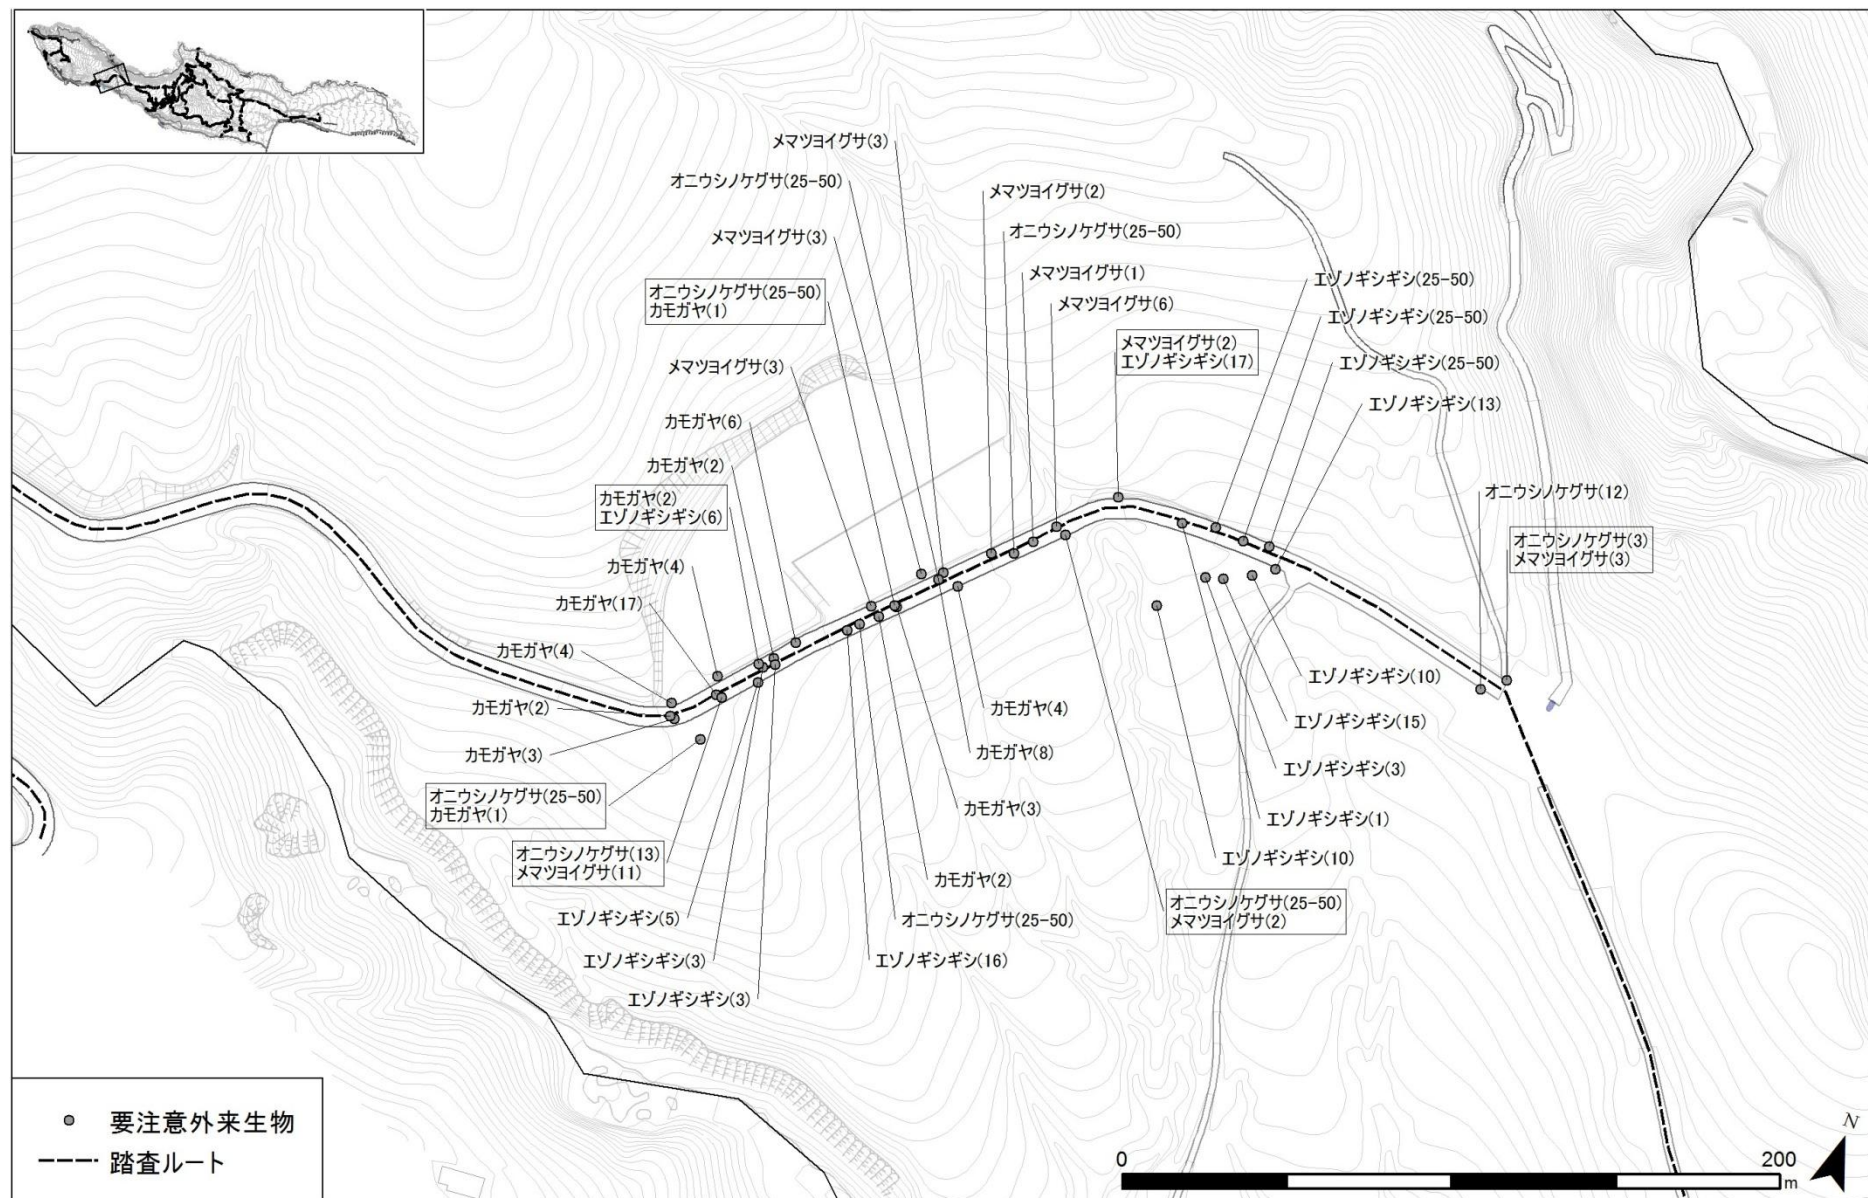 メマツヨイグサ(3)
オニウシノケグサ(25-50)
メマツヨイグサ(2)
メマツヨイグサ(3)
オニウシノケグサ(25-50)
メマツヨイグサ(1)
エゾノギシギシ(25-50)
オニウシノケグサ(25-50)
カモガヤ(1)
メマツヨイグサ(6)
エゾノギシギシ(25-50)
メマツヨイグサ(2)
エゾノギシギシ(17)
メマツヨイグサ(3)
エゾノギシギシ(25-50)
エゾノギシギシ(13)
カモガヤ(6)
カモガヤ(2)
カモガヤ(2)
エゾノギシギシ(6)
オニウシノケグサ(12)
オニウシノケグサ(3)
メマツヨイグサ(3)
カモガヤ(4)
カモガヤ(17)
カモガヤ(4)
エゾノギシギシ(10)
カモガヤ(2)
カモガヤ(4)
エゾノギシギシ(15)
カモガヤ(3)
カモガヤ(8)
エゾノギシギシ(3)
オニウシノケグサ(25-50)
カモガヤ(1)
カモガヤ(3)
エゾノギシギシ(1)
オニウシノケグサ(13)
メマツヨイグサ(11)
エゾノギシギシ(10)
カモガヤ(2)
オニウシノケグサ(25-50)
メマツヨイグサ(2)
エゾノギシギシ(5)
オニウシノケグサ(25-50)
エゾノギシギシ(3)
エゾノギシギシ(16)
エゾノギシギシ(3)
要注意外来生物
踏査ルート
0
200
m
N